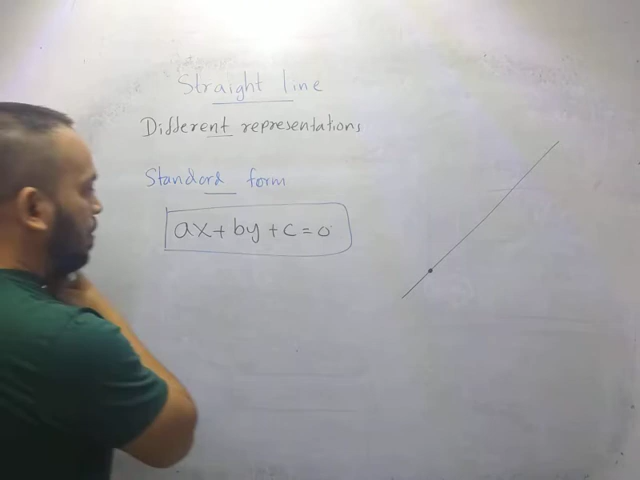 Straight line
Different representations
Standard form
ax + by + c = 0